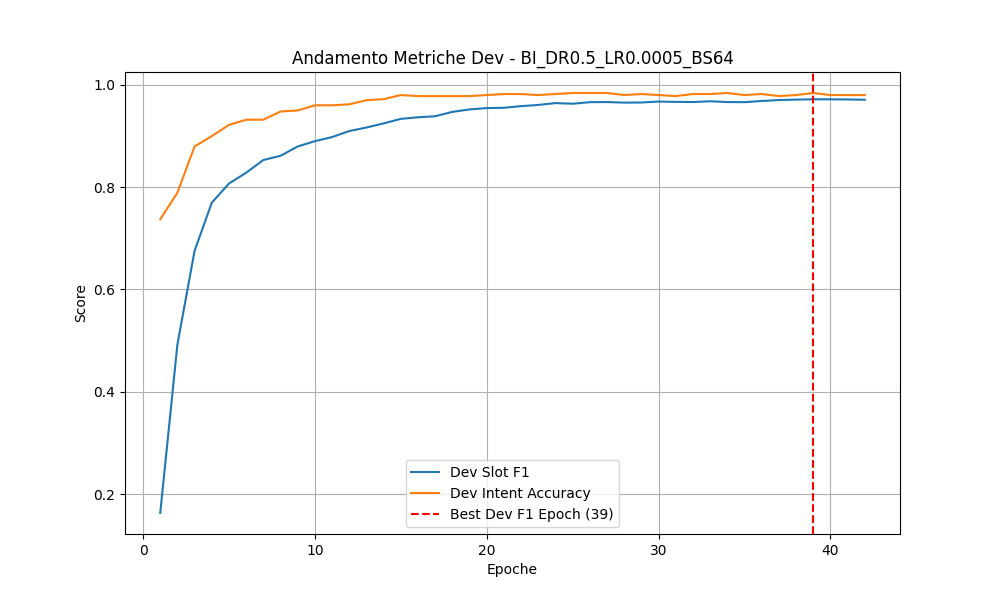 Andamento Metriche Dev - BI_DR0.5_LR0.0005_BS64
1.0
0.8
0.6
0.4
0.2
Score
Dev Slot F1
Dev Intent Accuracy
Best Dev F1 Epoch (39)
0 10 20 30 40
Epoche